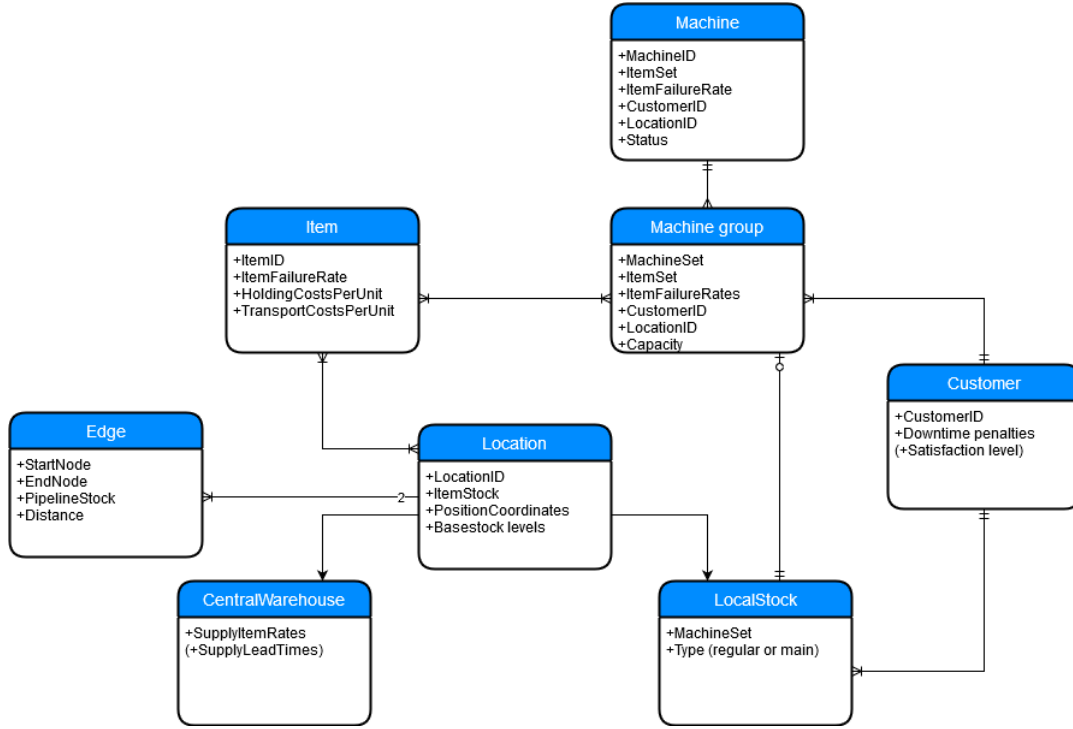 Machine
+MachineID
+ItemSet
+ItemFailureRate
+CustomerID
+LocationID
+Status
Item
+ItemID
+ItemFailureRate
+HoldingCostsPerUnit
+TransportCostsPerUnit
Machine group
+MachineSet
+ItemSet
+ItemFailureRates
+CustomerID
+LocationID
+Capacity
Customer
+CustomerID
+Downtime penalties
(+Satisfaction level)
Edge
+StartNode
+EndNode
+PipelineStock
+Distance
2
Location
+LocationID
+ItemStock
+PositionCoordinates
+Basestock levels
CentralWarehouse
+SupplyItemRates
(+SupplyLeadTimes)
LocalStock
+MachineSet
+Type (regular or main)